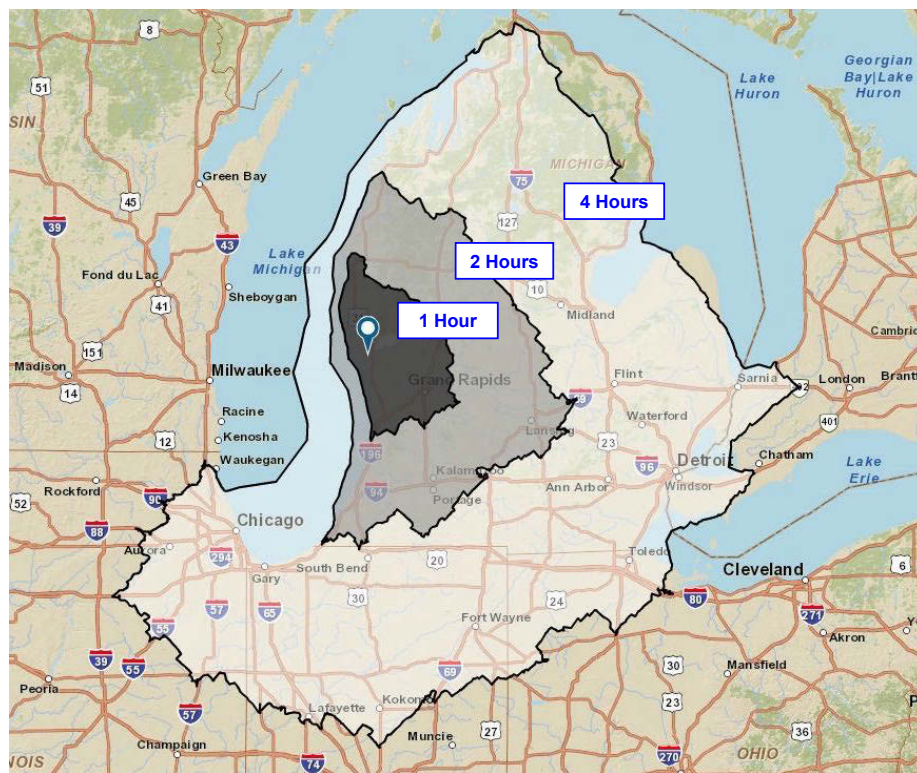 8
51
Lake
Huron
Georgian
Bay|Lake
Huron
SIN
Green Bay
MICHIGAN
45
75
39
4 Hours
43
127
Lake
Michigan
2 Hours
Fond du Lac
10
Sheboygan
41
Midland
1 Hour
31
151
Madison
14
Milwaukee
Grand Rapids
Flint
Sarnia
London
Racine
Lansing
Waterford
401
12
Kenosha
23
Waukegan
196
Kalamazoo
96
Detroit
Chatham
Lake
Erie
Rockford
90
94
Portage
Ann Arbor
Windsor
52
88
Chicago
Aurora
294
Toledo
Gary
South Bend
20
Cleveland
6
30
24
80
57
65
271
55
Fort Wayne
Akron
39
55
30
Mansfield
Peoria
69
23
57
Lafayette
Kokomo
Muncie
27
36
Champaign
74
270
OHIO
NOIS